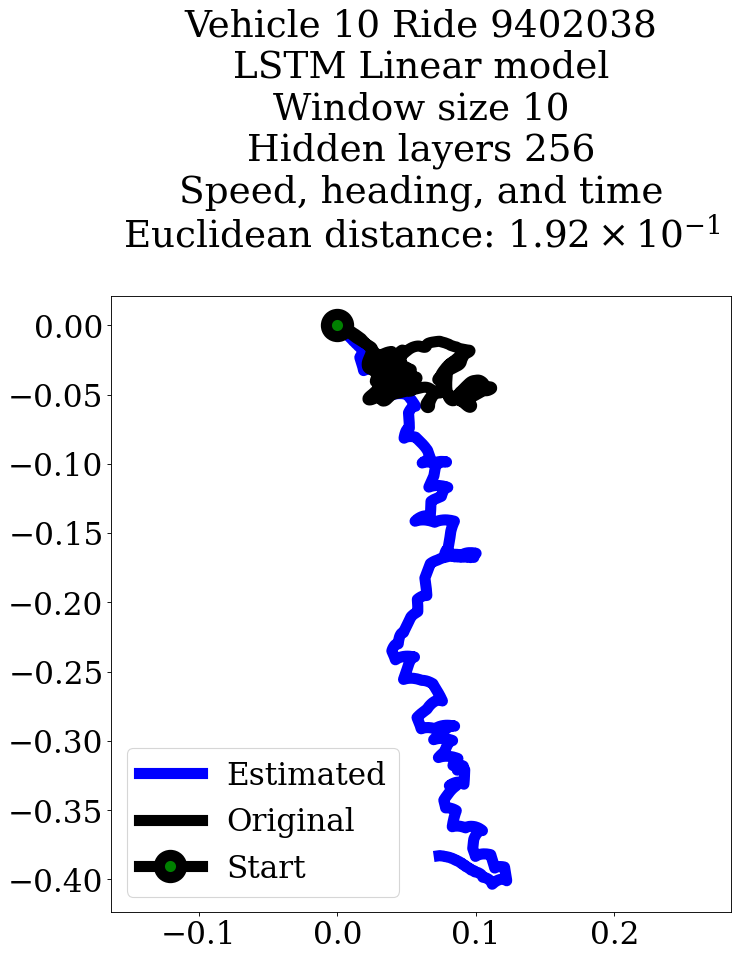 Vehicle 10 Ride 9402038
LSTM Linear model
Window size 10
Hidden layers 256
Speed, heading, and time
Euclidean distance: 1.92 × 10⁻¹
0.00
−0.05
−0.10
−0.15
−0.20
−0.25
−0.30
−0.35
−0.40
Estimated
Original
Start
−0.1 0.0 0.1 0.2